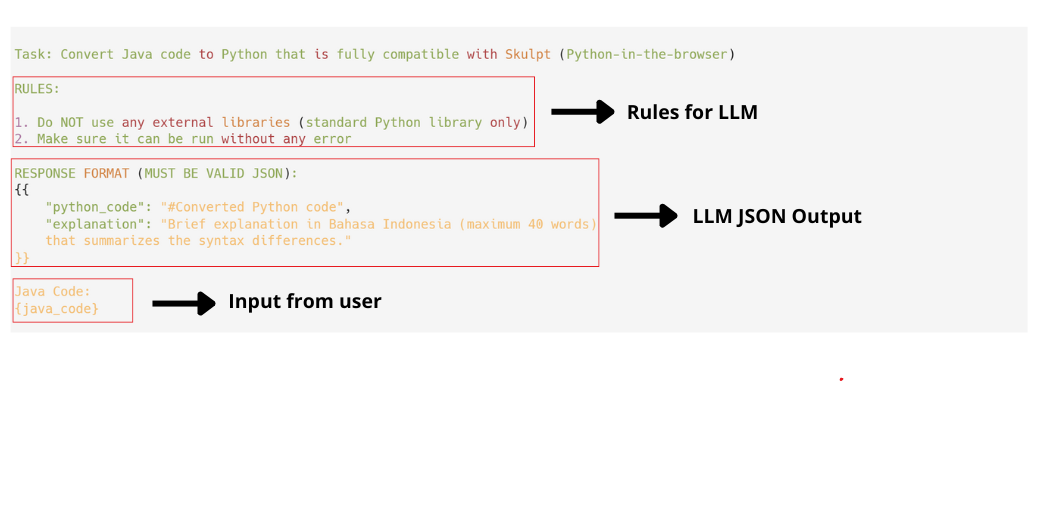 Task: Convert Java code to Python that is fully compatible with Skulpt (Python-in-the-browser)
RULES:
1. Do NOT use any external libraries (standard Python library only)
2. Make sure it can be run without any error
Rules for LLM
RESPONSE FORMAT (MUST BE VALID JSON):
{{
"python_code": "#Converted Python code",
"explanation": "Brief explanation in Bahasa Indonesia (maximum 40 words)
that summarizes the syntax differences."
}}
LLM JSON Output
Java Code:
{java_code}
Input from user